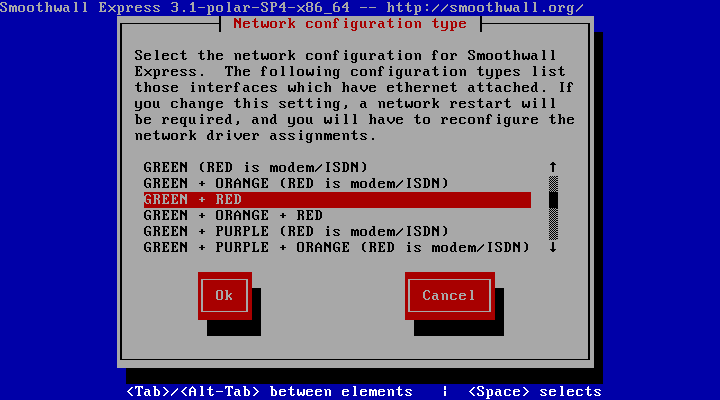 Smoothwall Express 3.1-polar-SP4-x86_64 -- http://smoothwall.org/
Network configuration type
Select the network configuration for Smoothwall
Express.  The following configuration types list
those interfaces which have ethernet attached. If
you change this setting, a network restart will
be required, and you will have to reconfigure the
network driver assignments.
GREEN (RED is modem/ISDN)
GREEN + ORANGE (RED is modem/ISDN)
GREEN + RED
GREEN + ORANGE + RED
GREEN + PURPLE (RED is modem/ISDN)
GREEN + PURPLE + ORANGE (RED is modem/ISDN)
Ok Cancel
<Tab>/<Alt-Tab> between elements   |  <Space> selects